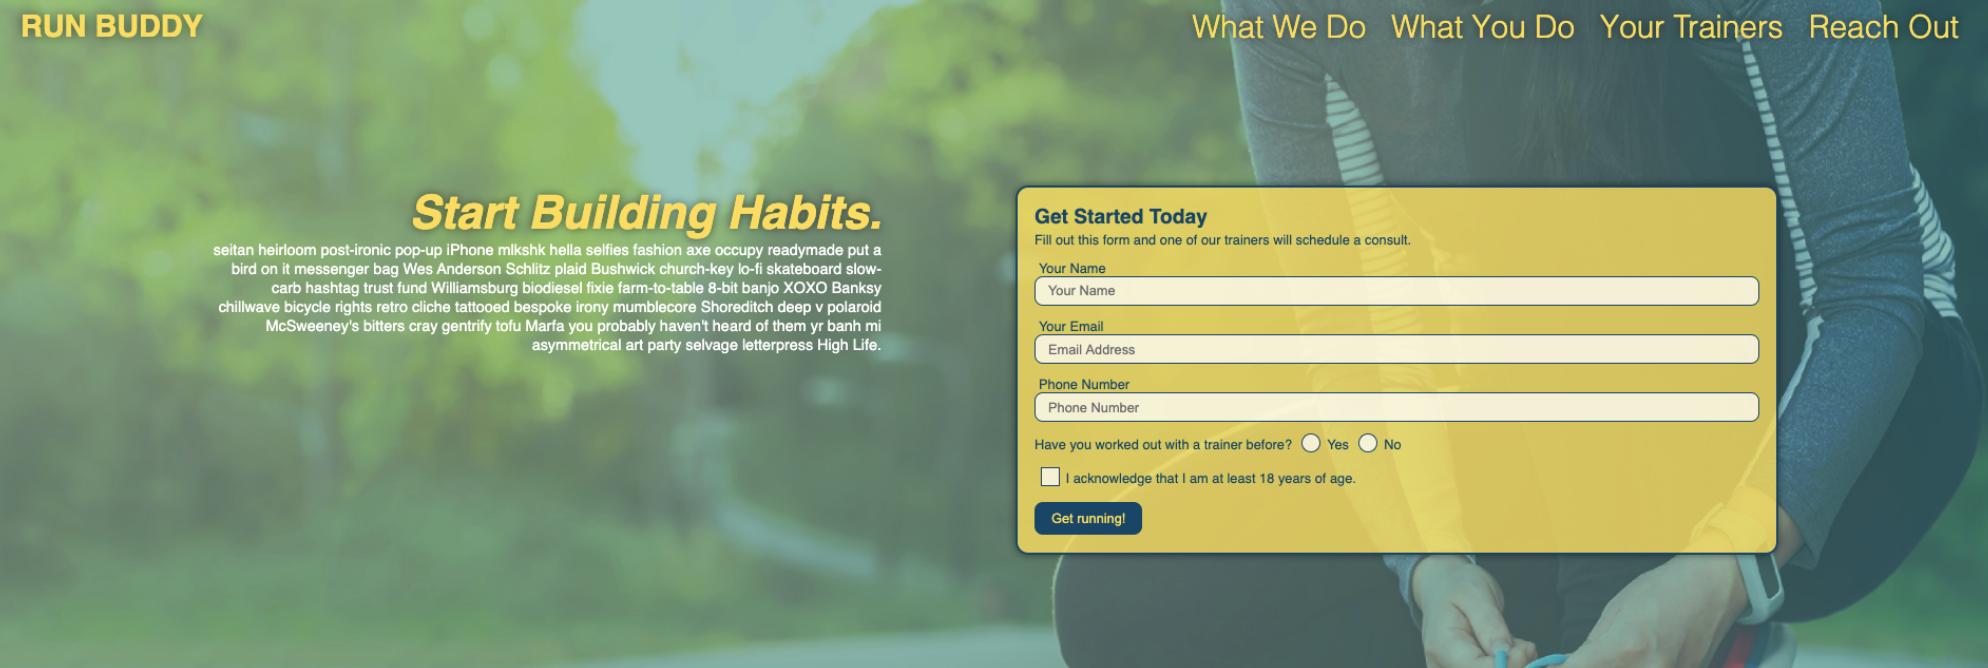 RUN BUDDY
What We Do What You Do Your Trainers Reach Out
Start Building Habits.
seitan heirloom post-ironic pop-up iPhone mlkshk hella selfies fashion axe occupy readymade put a
bird on it messenger bag Wes Anderson Schlitz plaid Bushwick church-key lo-fi skateboard slow-
carb hashtag trust fund Williamsburg biodiesel fixie farm-to-table 8-bit banjo XOXO Banksy
chillwave bicycle rights retro cliche tattooed bespoke irony mumblecore Shoreditch deep v polaroid
McSweeney's bitters cray gentrify tofu Marfa you probably haven't heard of them yr banh mi
asymmetrical art party selvage letterpress High Life.
Get Started Today
Fill out this form and one of our trainers will schedule a consult.
Your Name
Your Name
Your Email
Email Address
Phone Number
Phone Number
Have you worked out with a trainer before? Yes No
I acknowledge that I am at least 18 years of age.
Get running!